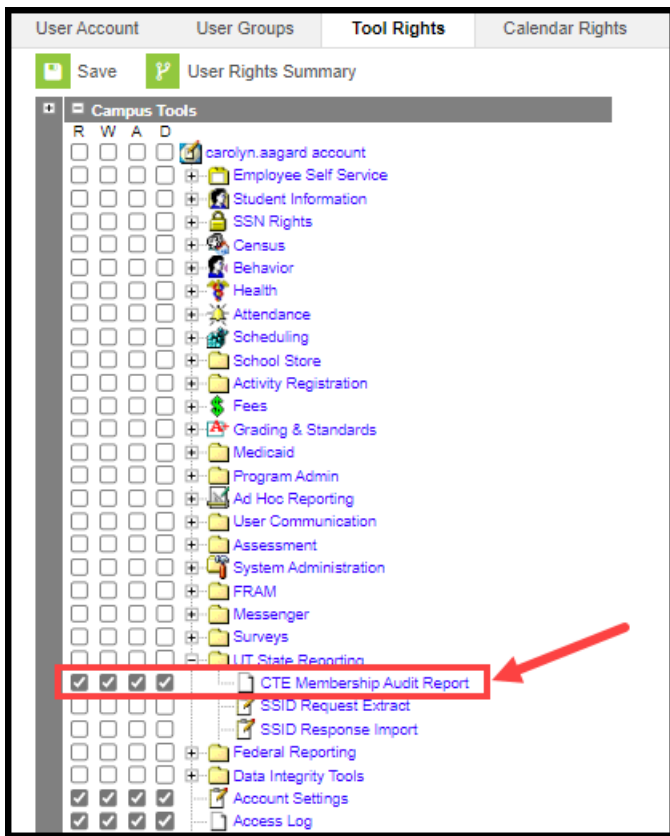 User Account User Groups Tool Rights Calendar Rights
Save User Rights Summary
Campus Tools
R W A D
carolyn.aagard account
Employee Self Service
Student Information
SSN Rights
Census
Behavior
Health
Attendance
Scheduling
School Store
Activity Registration
Fees
Grading & Standards
Medicaid
Program Admin
Ad Hoc Reporting
User Communication
Assessment
System Administration
FRAM
Messenger
Surveys
UT State Reporting
CTE Membership Audit Report
SSID Request Extract
SSID Response Import
Federal Reporting
Data Integrity Tools
Account Settings
Access Log